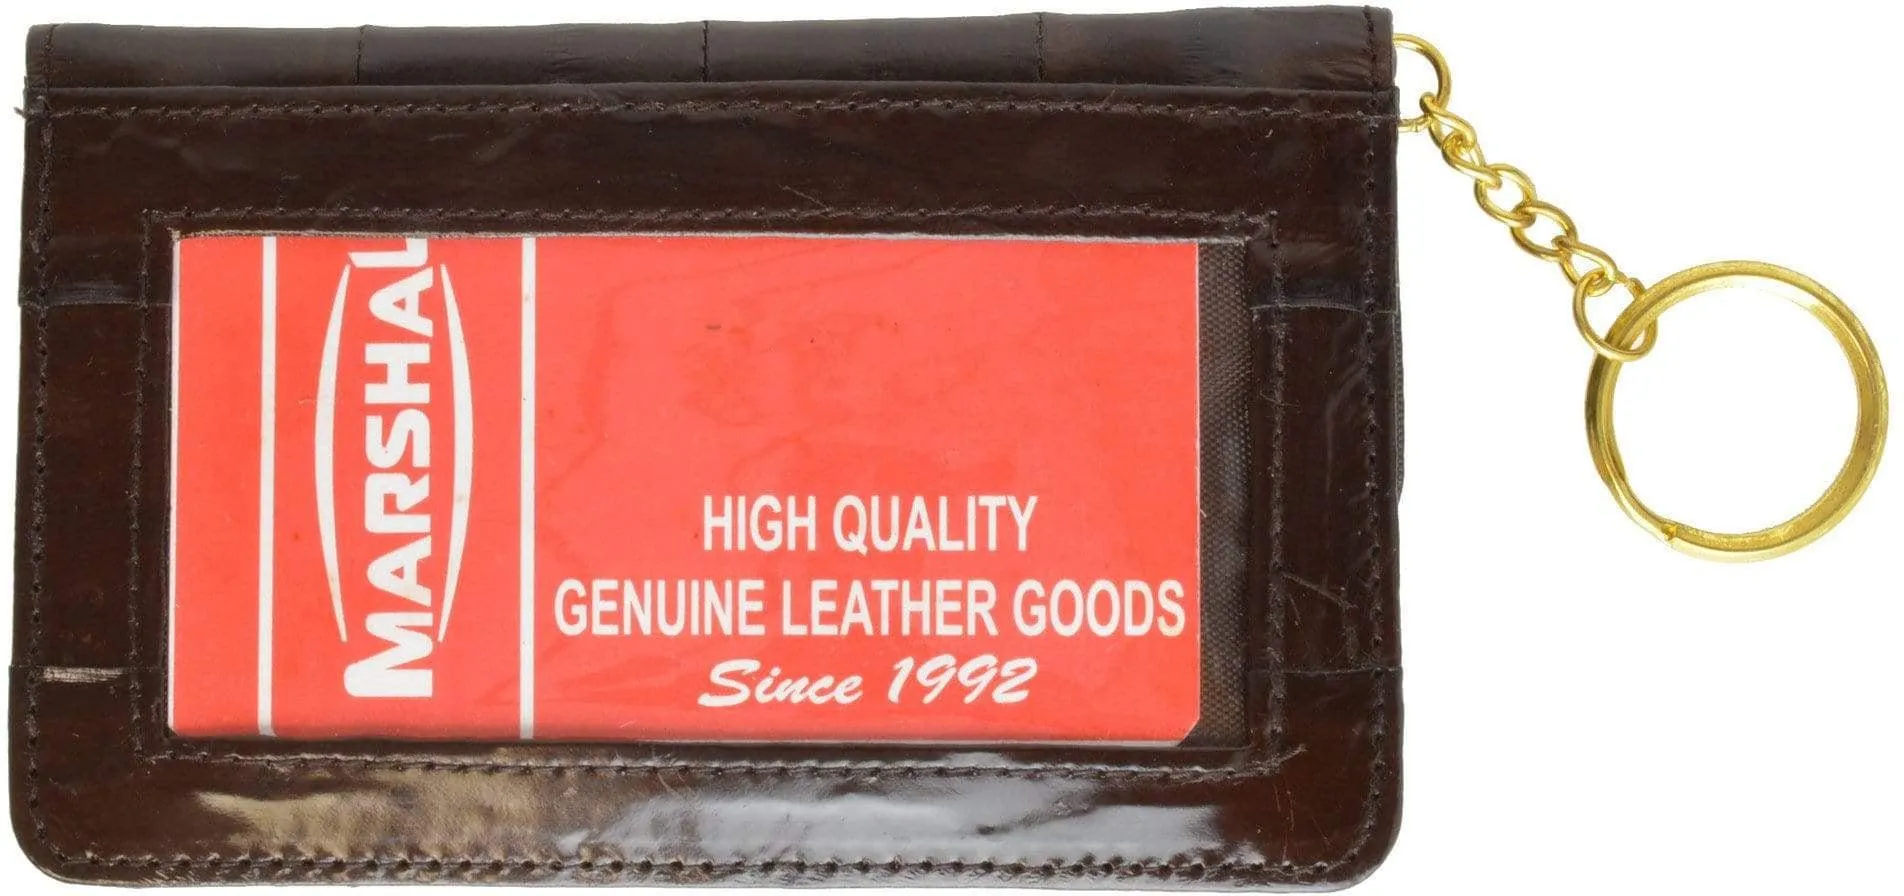 MARSHAL
HIGH QUALITY
GENUINE LEATHER GOODS
Since 1992